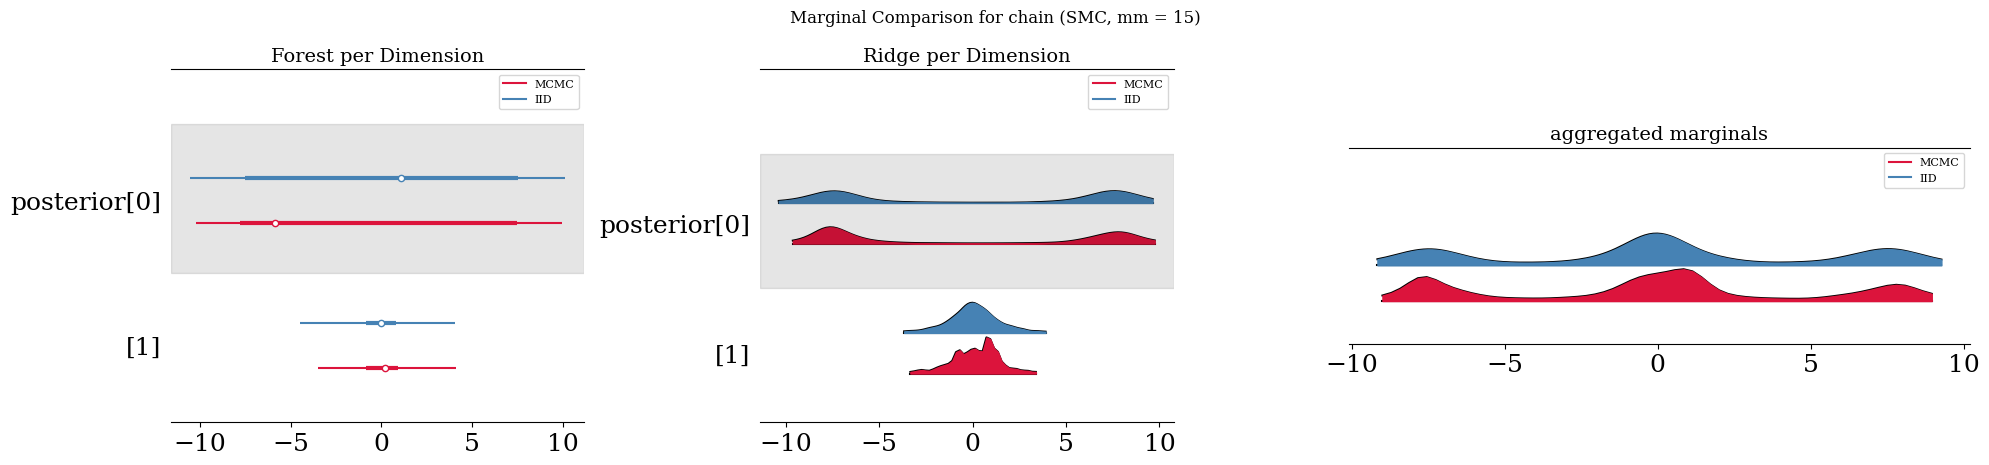 Marginal Comparison for chain (SMC, mm = 15)
Forest per Dimension
MCMC
IID
posterior[0]
[1]
−10
−5
0
5
10
Ridge per Dimension
MCMC
IID
posterior[0]
[1]
−10
−5
0
5
10
aggregated marginals
MCMC
IID
−10
−5
0
5
10